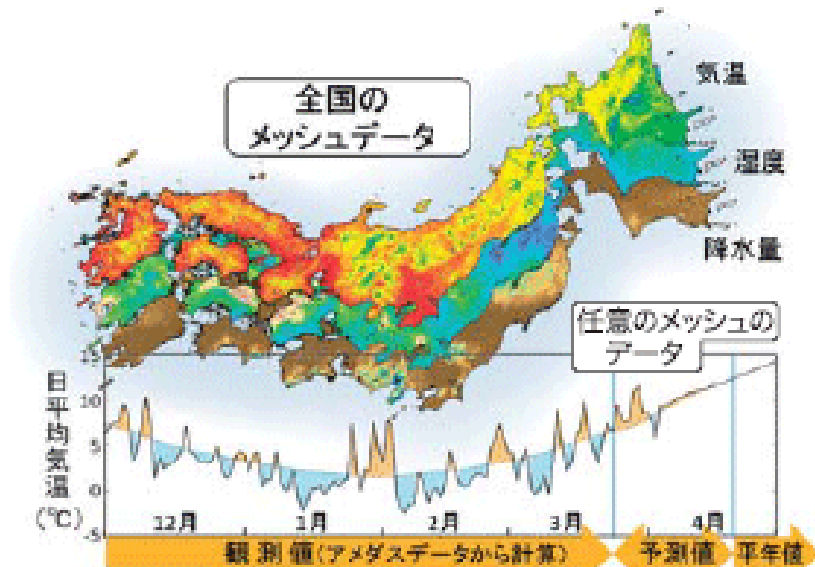 全国の
メッシュデータ
気温
湿度
降水量
任意のメッシュの
データ
日平均気温
(℃)
15
10
5
0
-5
12月
1月
2月
3月
4月
観測値(アメダスデータから計算)
予測値
平年値